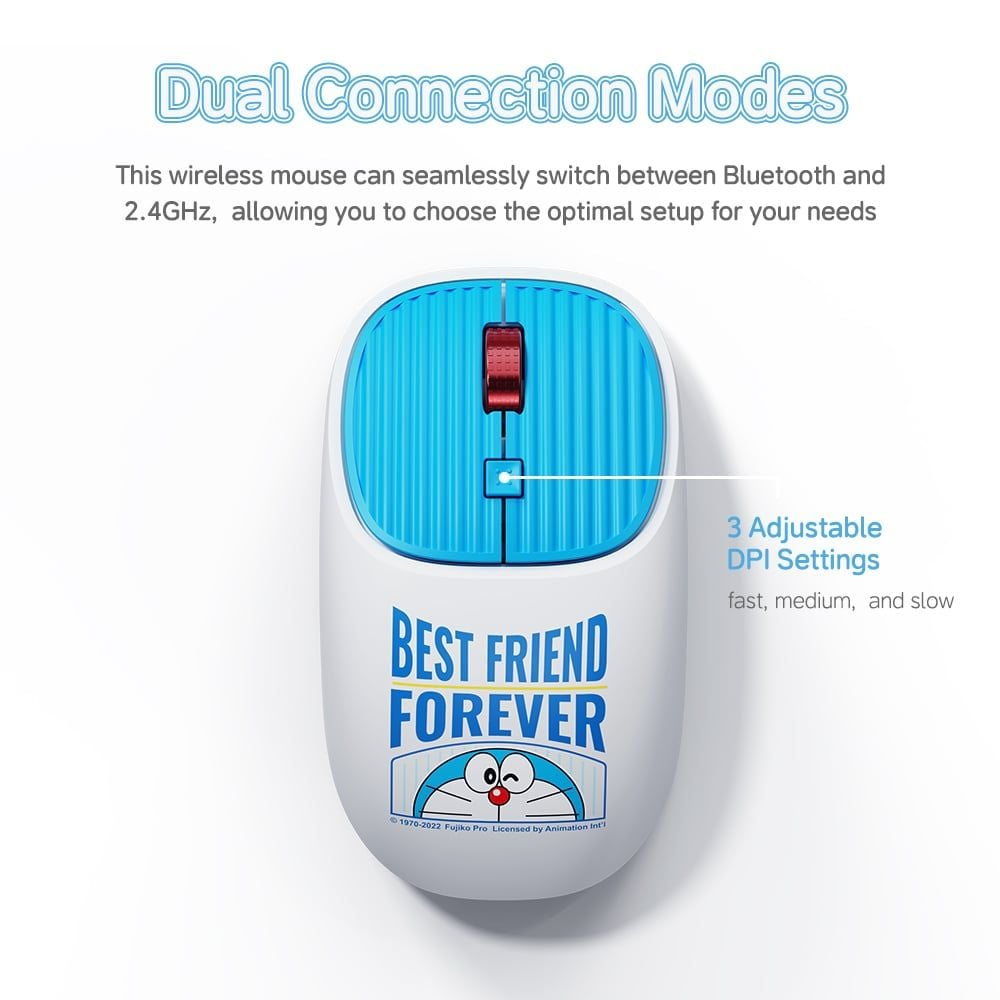 Dual Connection Modes
This wireless mouse can seamlessly switch between Bluetooth and
2.4GHz, allowing you to choose the optimal setup for your needs
3 Adjustable
DPI Settings
fast, medium, and slow
BEST FRIEND
FOREVER
© 1970-2022 Fujiko Pro Licensed by Animation Int'l